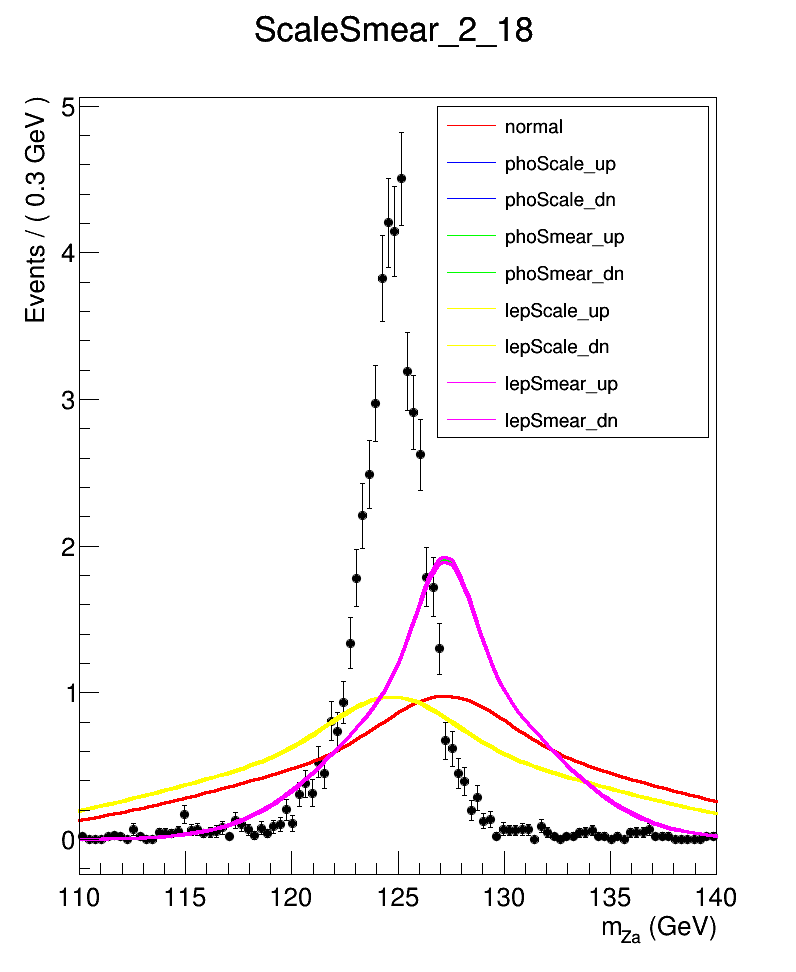 ScaleSmear_2_18
Events / ( 0.3 GeV )
5
4
3
2
1
0
normal
phoScale_up
phoScale_dn
phoSmear_up
phoSmear_dn
lepScale_up
lepScale_dn
lepSmear_up
lepSmear_dn
110 115 120 125 130 135 140
m_Za (GeV)